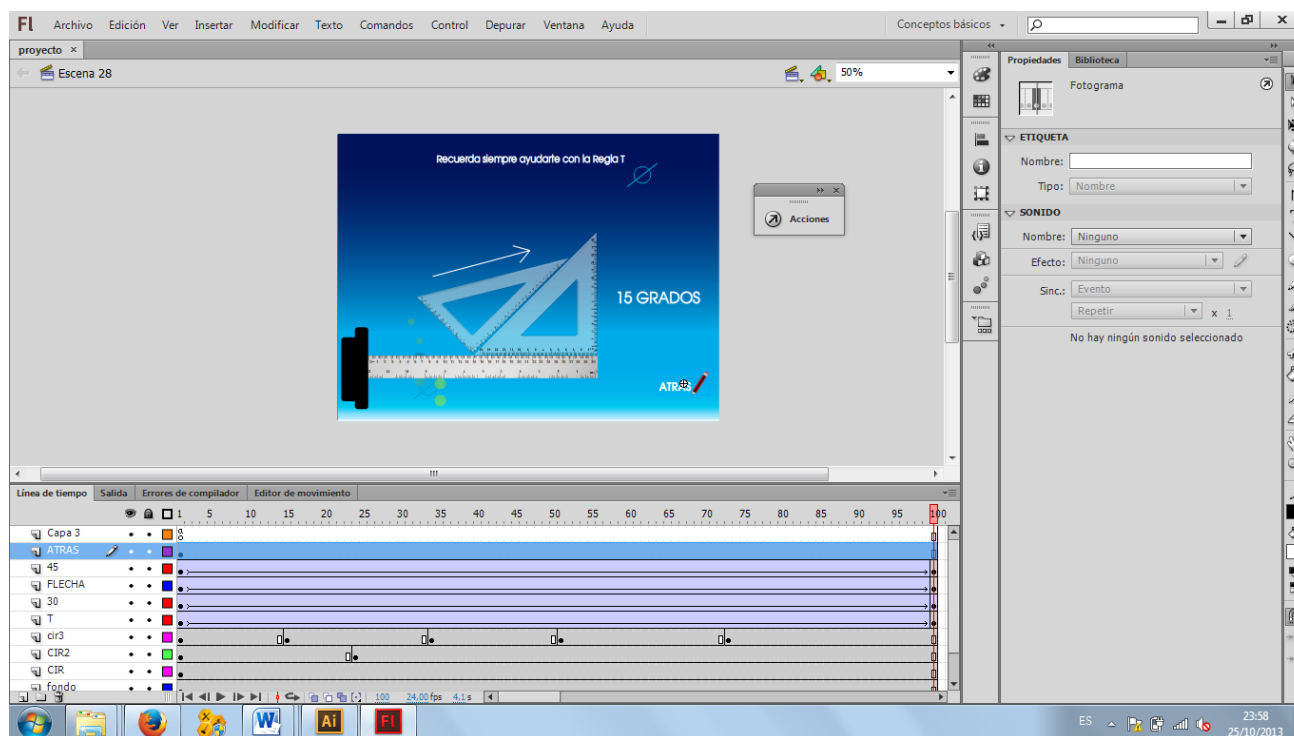 Fl Archivo Edición Ver Insertar Modificar Texto Comandos Control Depurar Ventana Ayuda Conceptos básicos
proyecto ×
Escena 28 50%
Recuerda siempre ayudarte con la Regla T
15 GRADOS
ATRAS
Acciones
Propiedades Biblioteca
Fotograma
ETIQUETA
Nombre:
Tipo: Nombre
SONIDO
Nombre: Ninguno
Efecto: Ninguno
Sinc.: Evento
Repetir x 1
No hay ningún sonido seleccionado
Línea de tiempo Salida Errores de compilador Editor de movimiento
1 5 10 15 20 25 30 35 40 45 50 55 60 65 70 75 80 85 90 95 100
Capa 3
ATRAS
45
FLECHA
30
T
cir3
CIR2
CIR
fondo
100 24,00 fps 4,1 s
W Ai Fl
ES 23:58
25/10/2013